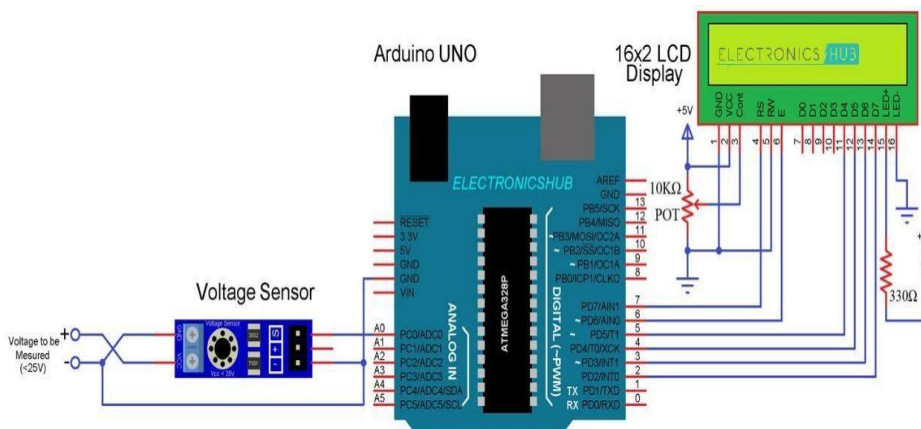 Arduino UNO
16x2 LCD
Display
ELECTRONICS HUB
GND
VCC
Cont
RS
RW
E
D0
D1
D2
D3
D4
D5
D6
D7
LED+
LED-
1
2
3
4
5
6
7
8
9
10
11
12
13
14
15
16
+5V
10KΩ
POT
330Ω
ELECTRONICSHUB
RESET
3.3V
5V
GND
GND
VIN
AREF
GND
PB5/SCK 13
PB4/MISO 12
~PB3/MOSI/OC2A 11
~ PB2/SS/OC1B 10
~ PB1/OC1A 9
PB0/ICP1/CLKO 8
PD7/AIN1 7
~ PD6/AIN0 6
~ PD5/T1 5
PD4/T0/XCK 4
~ PD3/INT1 3
PD2/INT0 2
TX PD1/TXD 1
RX PD0/RXD 0
ATMEGA328P
DIGITAL (~PWM)
ANALOG IN
A0 PC0/ADC0
A1 PC1/ADC1
A2 PC2/ADC2
A3 PC3/ADC3
A4 PC4/ADC4/SDA
A5 PC5/ADC5/SCL
Voltage Sensor
Voltage to be
Mesured
(<25V)
+
-
GND
VCC
Voltage Sensor
Vcc < 25V
S
+
-